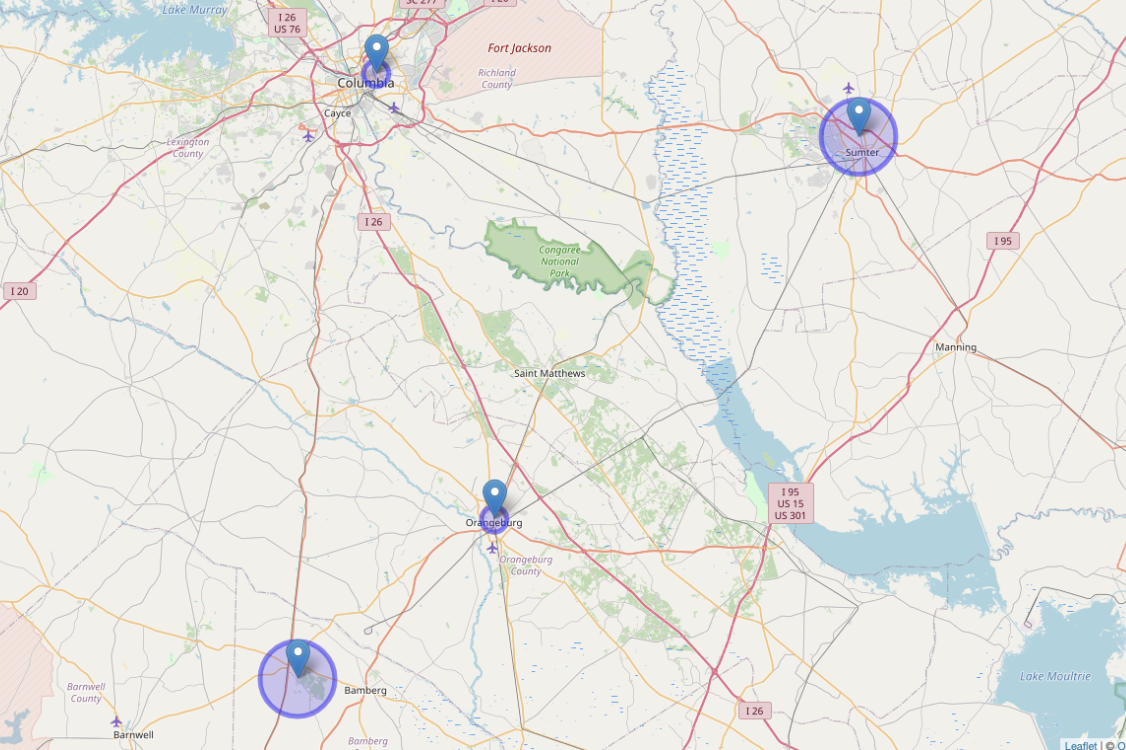 Lake Murray
I 26
US 76
SC 277
I 20
Fort Jackson
Richland
County
Columbia
Cayce
Lexington
County
Sumter
I 26
I 95
Congaree
National
Park
I 20
Manning
Saint Matthews
I 95
US 15
US 301
Orangeburg
Orangeburg
County
Lake Moultrie
Barnwell
County
Bamberg
I 26
Barnwell
Bamberg
Leaflet | © O